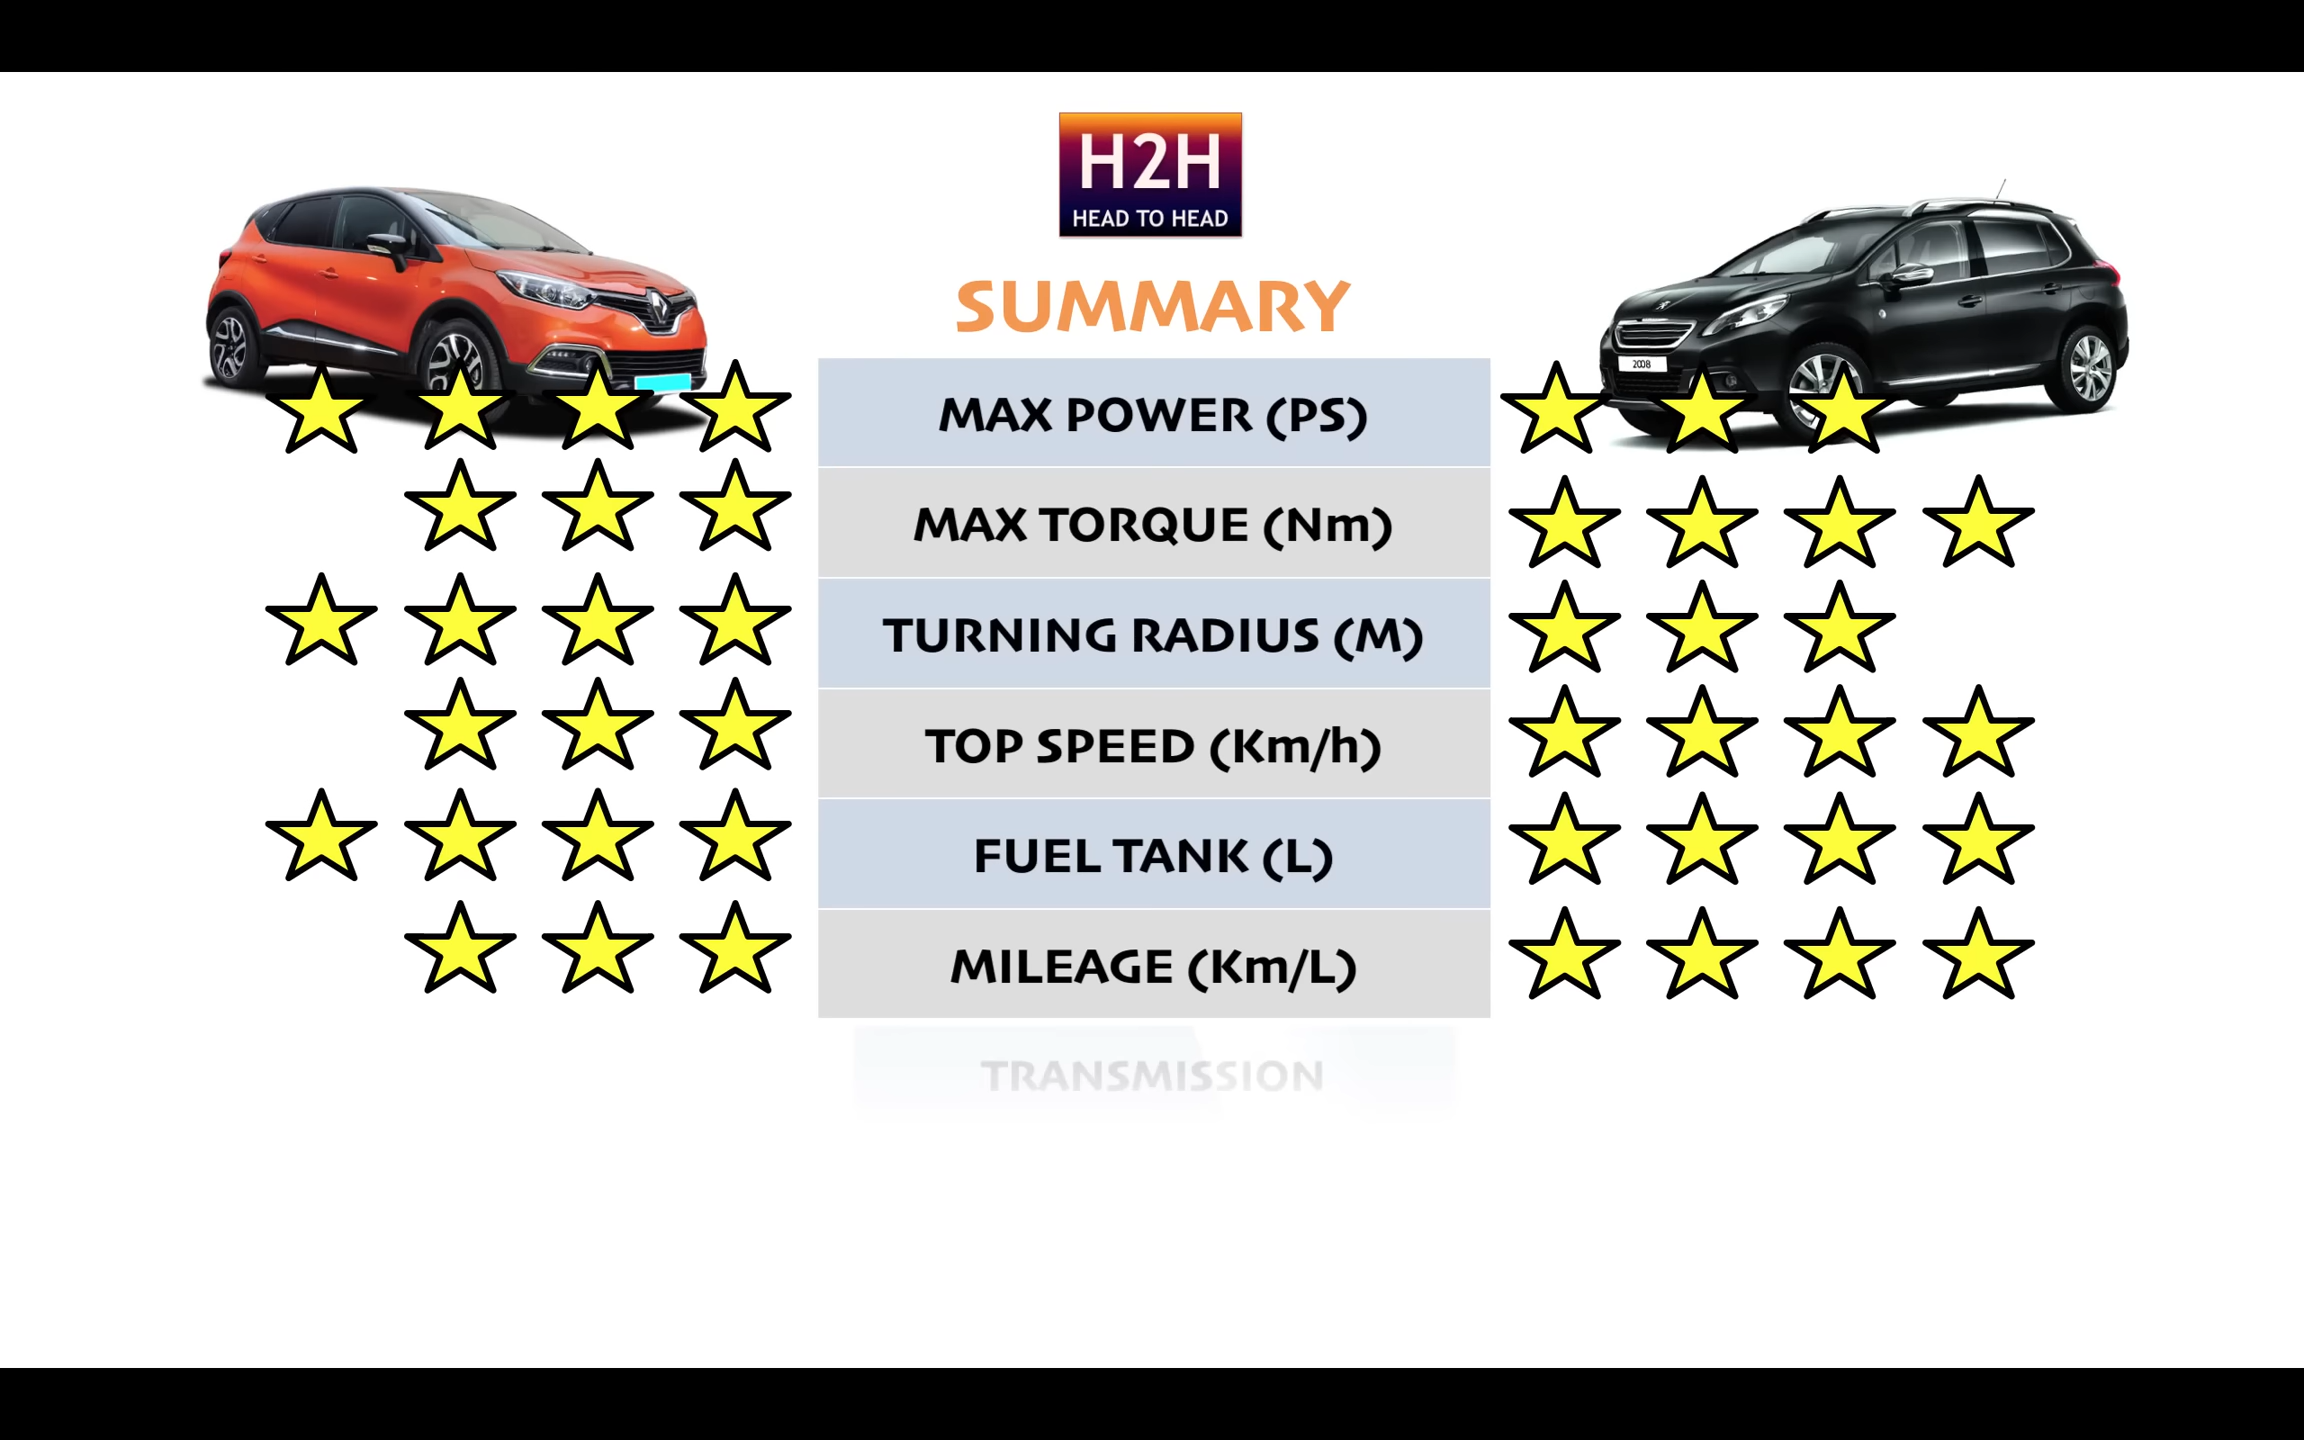 H2H
HEAD TO HEAD
SUMMARY
2008
MAX POWER (PS)
MAX TORQUE (Nm)
TURNING RADIUS (M)
TOP SPEED (Km/h)
FUEL TANK (L)
MILEAGE (Km/L)
TRANSMISSION